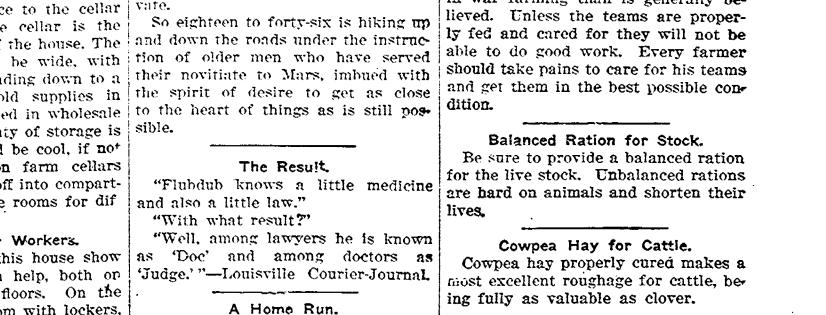 ce to the cellar
e cellar is the
the house. The
be wide, with
ading down to a
old supplies in
ed in wholesale
ty of storage is
be cool, if not
on farm cellars
off into compart-
e rooms for dif
Workers.
his house show
help, both on
floors. On the
om with lockers,
So eighteen to forty-six is hiking up
and down the roads under the instruc-
tion of older men who have served
their novitiate to Mars, imbued with
the spirit of desire to get as close
to the heart of things as is still pos-
sible.
The Result.
"Flubdub knows a little medicine
and also a little law."
"With what result?"
"Well, among lawyers he is known
as 'Doc' and among doctors as
'Judge.'"—Louisville Courier-Journal.
A Home Run.
lieved. Unless the teams are proper-
ly fed and cared for they will not be
able to do good work. Every farmer
should take pains to care for his teams
and get them in the best possible con-
dition.
Balanced Ration for Stock.
Be sure to provide a balanced ration
for the live stock. Unbalanced rations
are hard on animals and shorten their
lives.
Cowpea Hay for Cattle.
Cowpea hay properly cured makes a
most excellent roughage for cattle, be-
ing fully as valuable as clover.